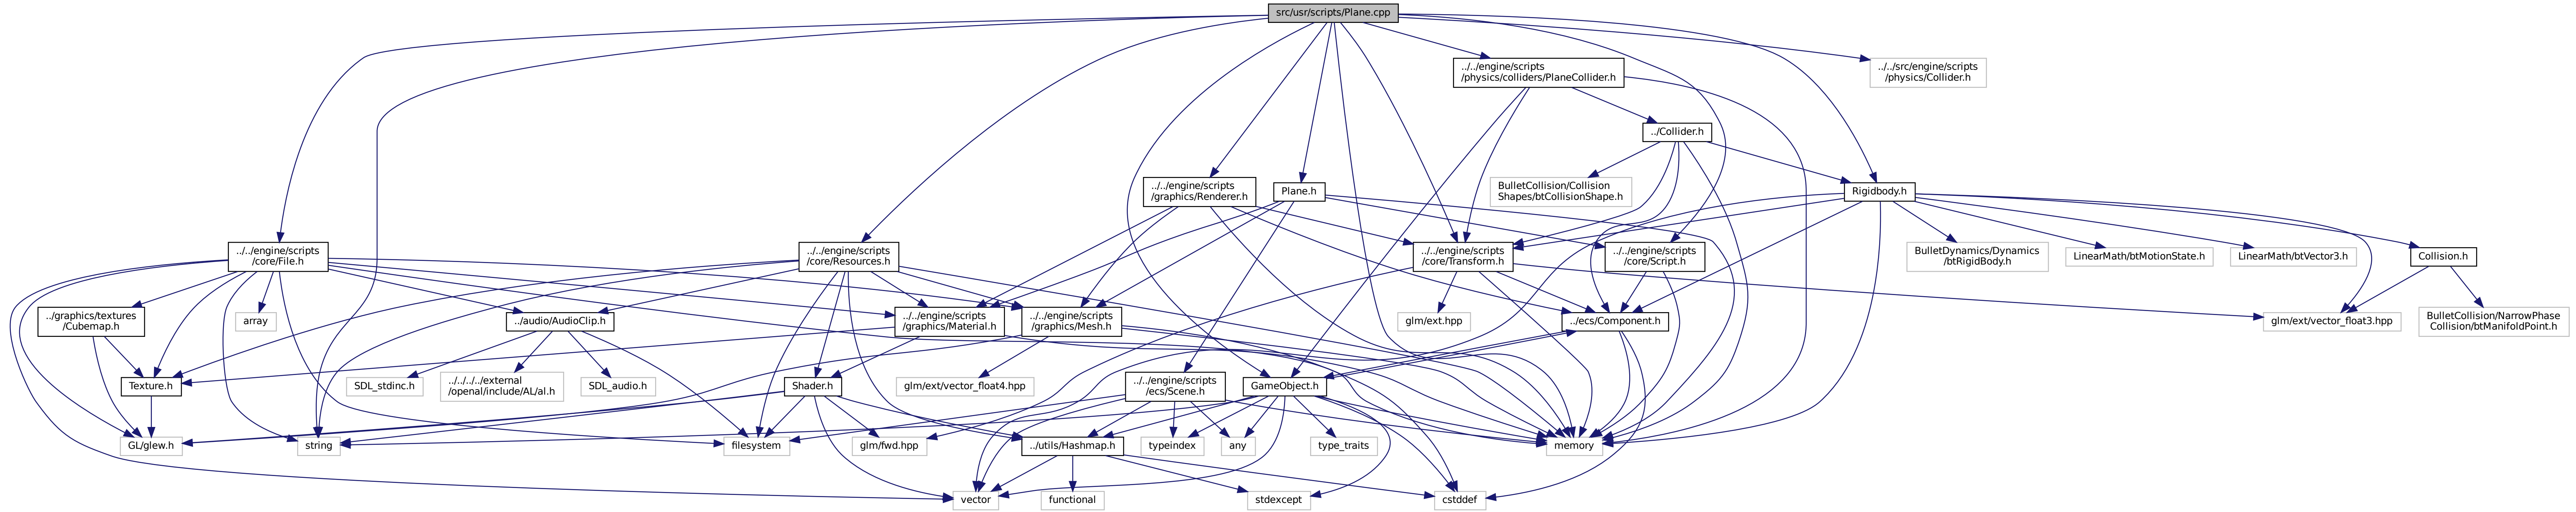 src/usr/scripts/Plane.cpp
../../engine/scripts
/physics/colliders/PlaneCollider.h
../../src/engine/scripts
/physics/Collider.h
../Collider.h
../../engine/scripts
/graphics/Renderer.h
Plane.h
BulletCollision/Collision
Shapes/btCollisionShape.h
Rigidbody.h
../../engine/scripts
/core/File.h
../../engine/scripts
/core/Resources.h
../../engine/scripts
/core/Transform.h
../../engine/scripts
/core/Script.h
BulletDynamics/Dynamics
/btRigidBody.h
LinearMath/btMotionState.h
LinearMath/btVector3.h
Collision.h
../graphics/textures
/Cubemap.h
array
../audio/AudioClip.h
../../engine/scripts
/graphics/Material.h
../../engine/scripts
/graphics/Mesh.h
glm/ext.hpp
../ecs/Component.h
glm/ext/vector_float3.hpp
BulletCollision/NarrowPhase
Collision/btManifoldPoint.h
Texture.h
SDL_stdinc.h
../../../../external
/openal/include/AL/al.h
SDL_audio.h
Shader.h
glm/ext/vector_float4.hpp
../../engine/scripts
/ecs/Scene.h
GameObject.h
GL/glew.h
string
filesystem
glm/fwd.hpp
../utils/Hashmap.h
typeindex
any
type_traits
memory
vector
functional
stdexcept
cstddef